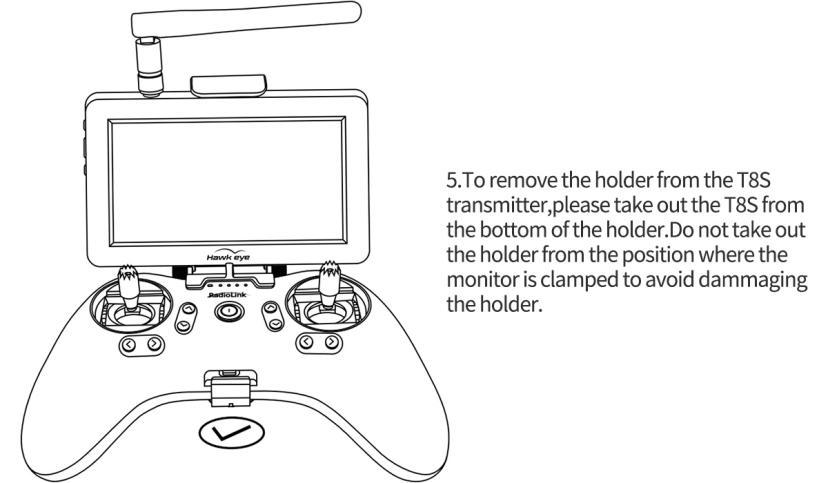 Hawk eye
RadioLink
5.To remove the holder from the T8S
transmitter,please take out the T8S from
the bottom of the holder.Do not take out
the holder from the position where the
monitor is clamped to avoid dammaging
the holder.